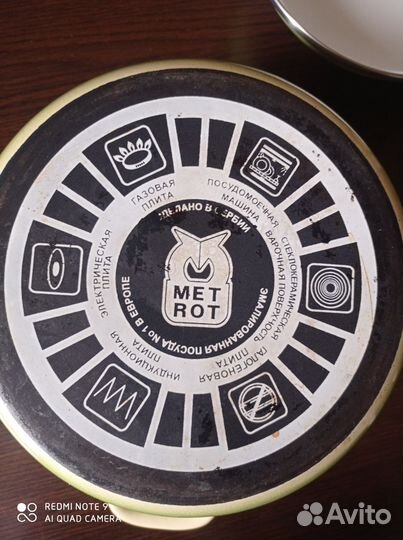 ГАЗОВАЯ
ПЛИТА
ПОСУДОМОЕЧНАЯ
МАШИНА
СТЕКЛОКЕРАМИЧЕСКАЯ
ВАРОЧНАЯ ПОВЕРХНОСТЬ
ГАЛОГЕНОВАЯ
ПЛИТА
ИНДУКЦИОННАЯ
ПЛИТА
ЭЛЕКТРИЧЕСКАЯ
ПЛИТА
СДЕЛАНО В СЕРБИИ
ЭМАЛИРОВАННАЯ ПОСУДА №1 В ЕВРОПЕ
MET
ROT
REDMI NOTE 9
AI QUAD CAMERA
Avito